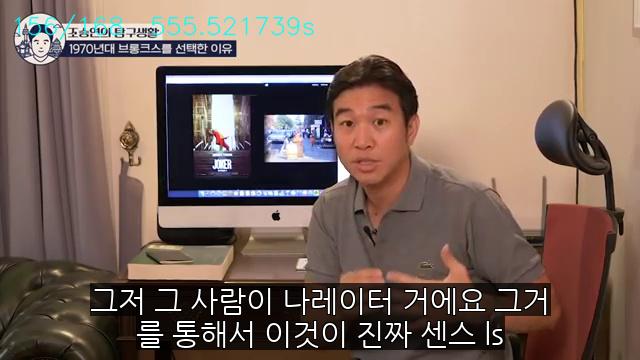 156/168, 555.521739s
조승연의 탐구생활
1970년대 브롱크스를 선택한 이유
JOKER
그저 그 사람이 나레이터 거에요 그거
를 통해서 이것이 진짜 센스 ls